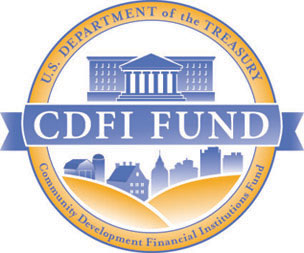 U.S. DEPARTMENT of the TREASURY
CDFI FUND
Community Development Financial Institutions Fund